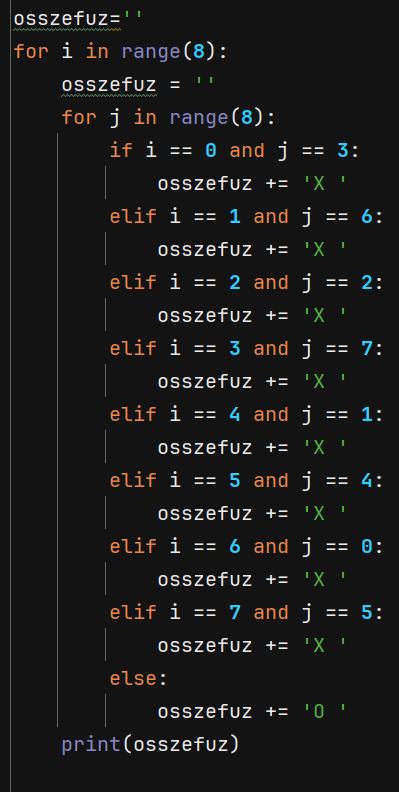 osszefuz=''
for i in range(8):
    osszefuz = ''
    for j in range(8):
        if i == 0 and j == 3:
            osszefuz += 'X '
        elif i == 1 and j == 6:
            osszefuz += 'X '
        elif i == 2 and j == 2:
            osszefuz += 'X '
        elif i == 3 and j == 7:
            osszefuz += 'X '
        elif i == 4 and j == 1:
            osszefuz += 'X '
        elif i == 5 and j == 4:
            osszefuz += 'X '
        elif i == 6 and j == 0:
            osszefuz += 'X '
        elif i == 7 and j == 5:
            osszefuz += 'X '
        else:
            osszefuz += 'O '
    print(osszefuz)